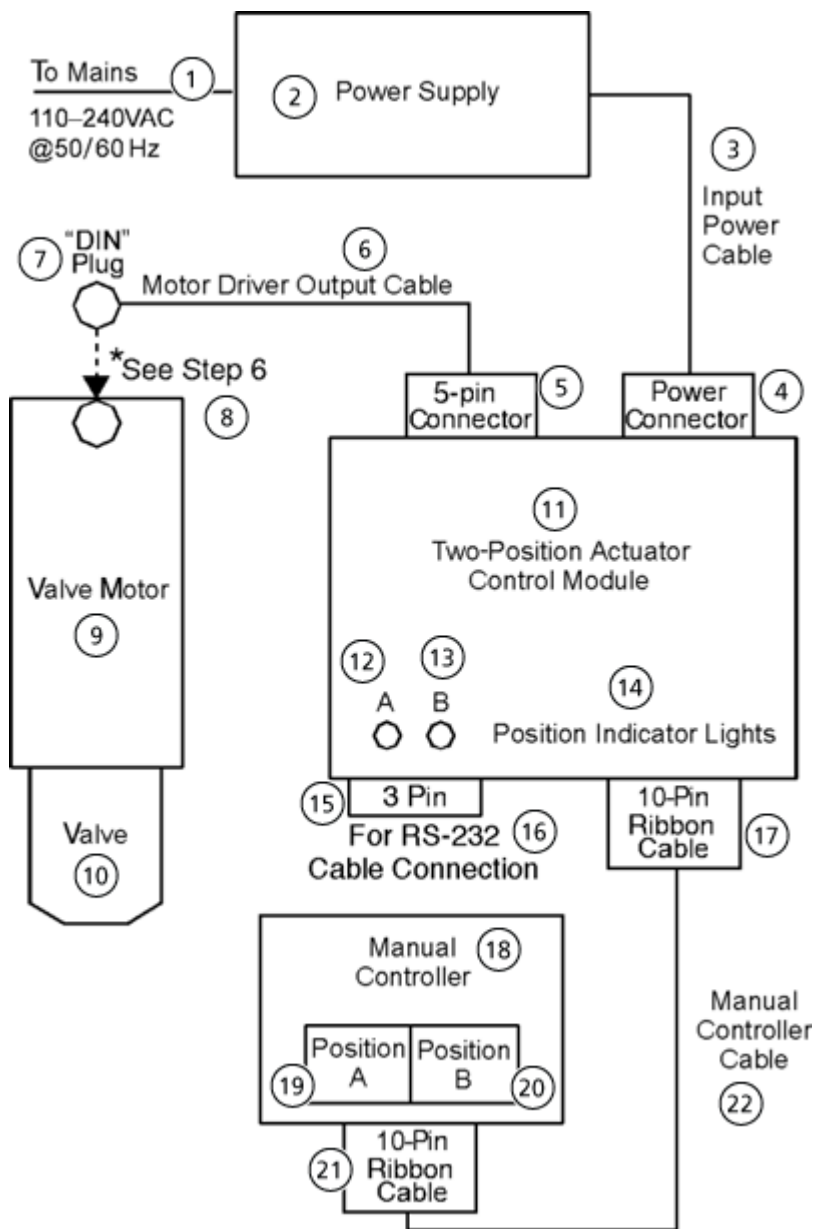 To Mains
1
110–240VAC
@50/60 Hz
2
Power Supply
3
Input
Power
Cable
7
“DIN”
Plug
6
Motor Driver Output Cable
*See Step 6
8
5-pin
Connector
5
Power
Connector
4
Valve Motor
9
Valve
10
11
Two-Position Actuator
Control Module
12
A
13
B
14
Position Indicator Lights
15
3 Pin
For RS-232
Cable Connection
16
10-Pin
Ribbon
Cable
17
Manual
Controller
18
Position
A
19
Position
B
20
21
10-Pin
Ribbon
Cable
Manual
Controller
Cable
22